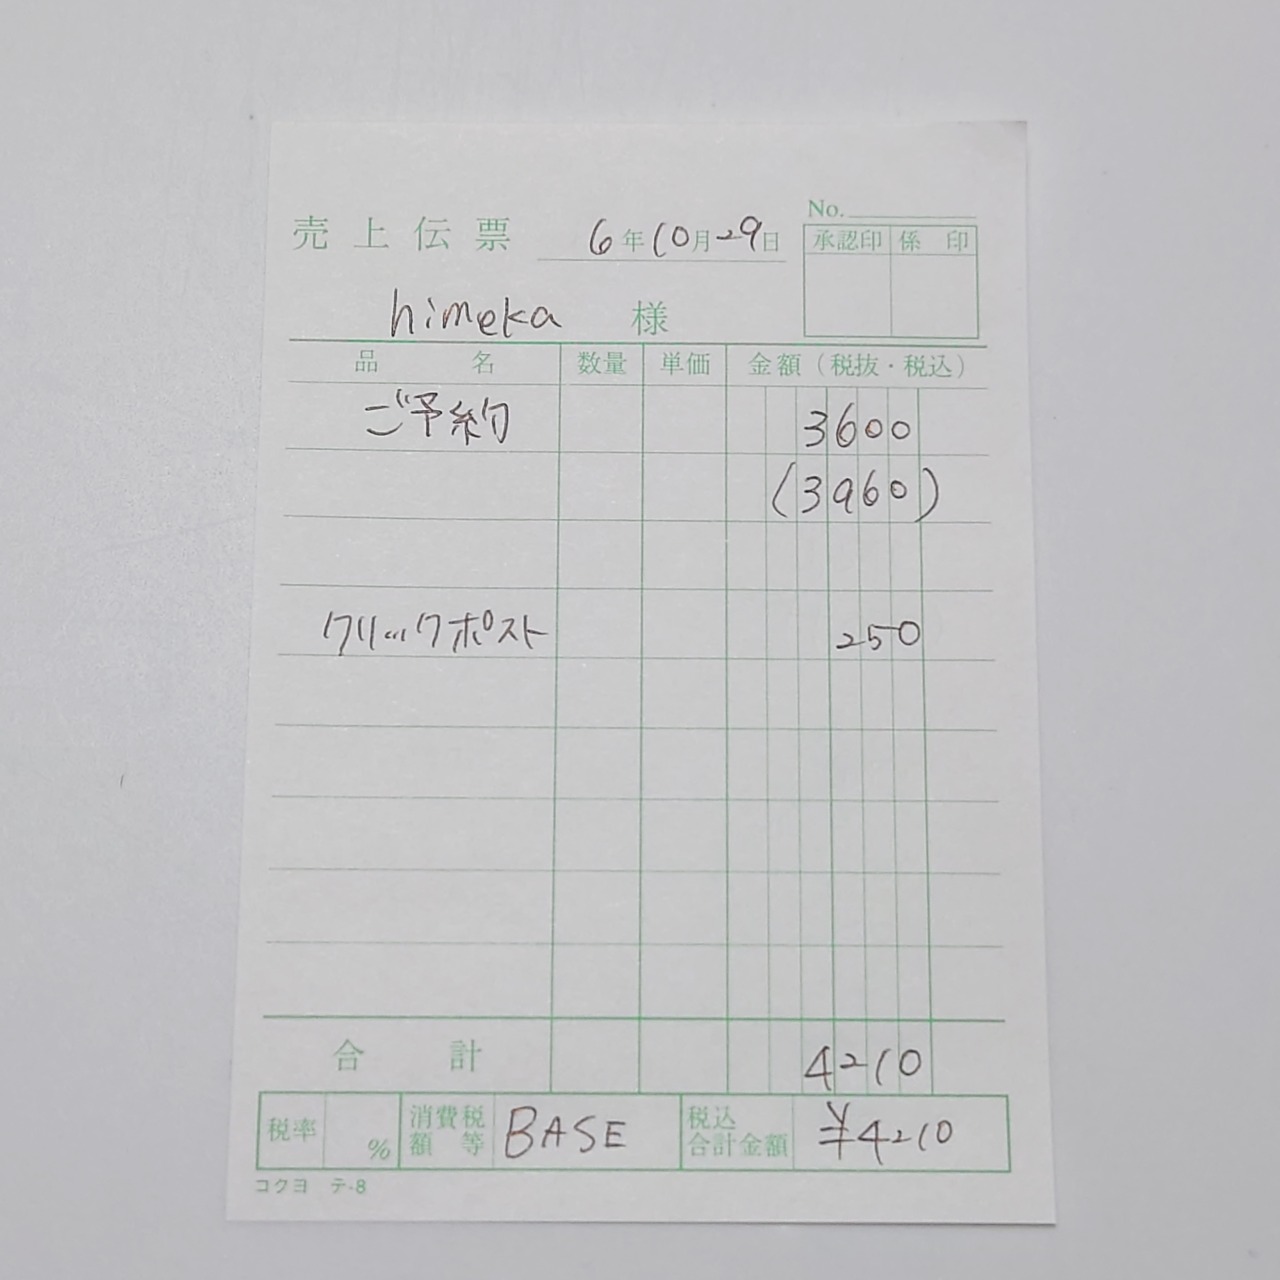 No.
売上伝票 6年10月29日
承認印 係印
himeka 様
品名 数量 単価 金額(税抜・税込)
ご予約 3600
(3960)
クリックポスト 250
合計 4210
税率 % 消費税額等 BASE 税込合計金額 ¥4210
コクヨ テ-8